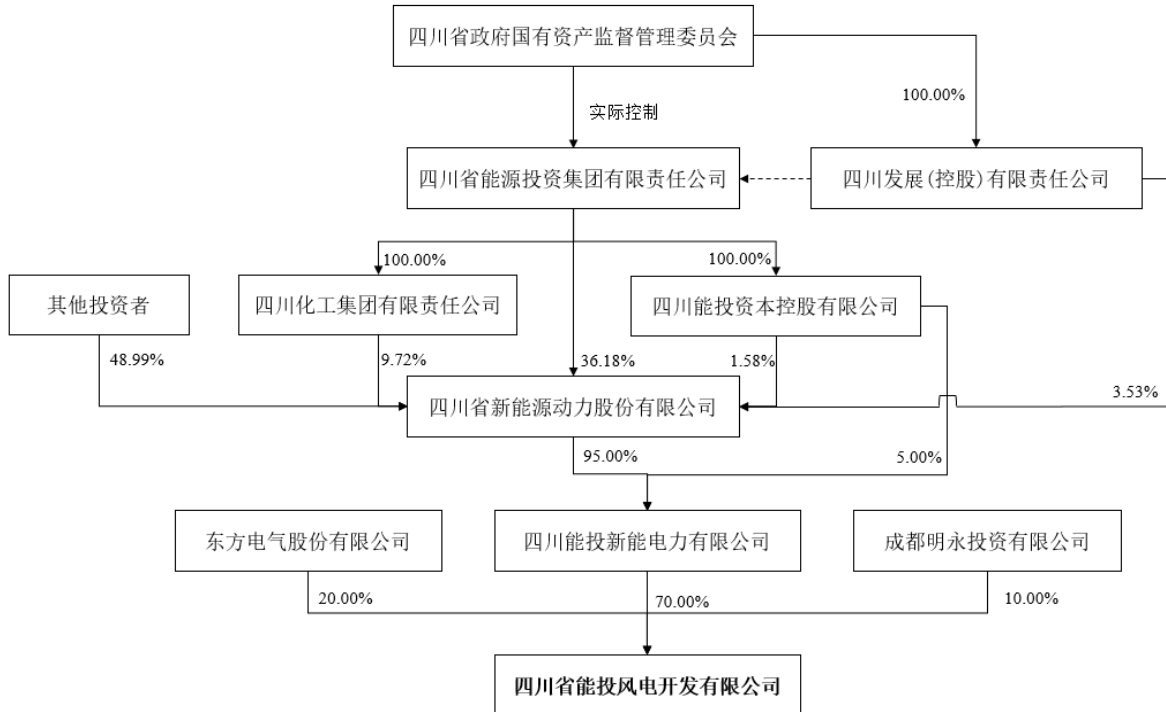 四川省政府国有资产监督管理委员会
实际控制
100.00%
四川省能源投资集团有限责任公司
四川发展(控股)有限责任公司
100.00%
100.00%
其他投资者
四川化工集团有限责任公司
四川能投资本控股有限公司
48.99%
9.72%
36.18%
1.58%
3.53%
四川省新能源动力股份有限公司
95.00%
5.00%
东方电气股份有限公司
四川能投新能电力有限公司
成都明永投资有限公司
20.00%
70.00%
10.00%
四川省能投风电开发有限公司